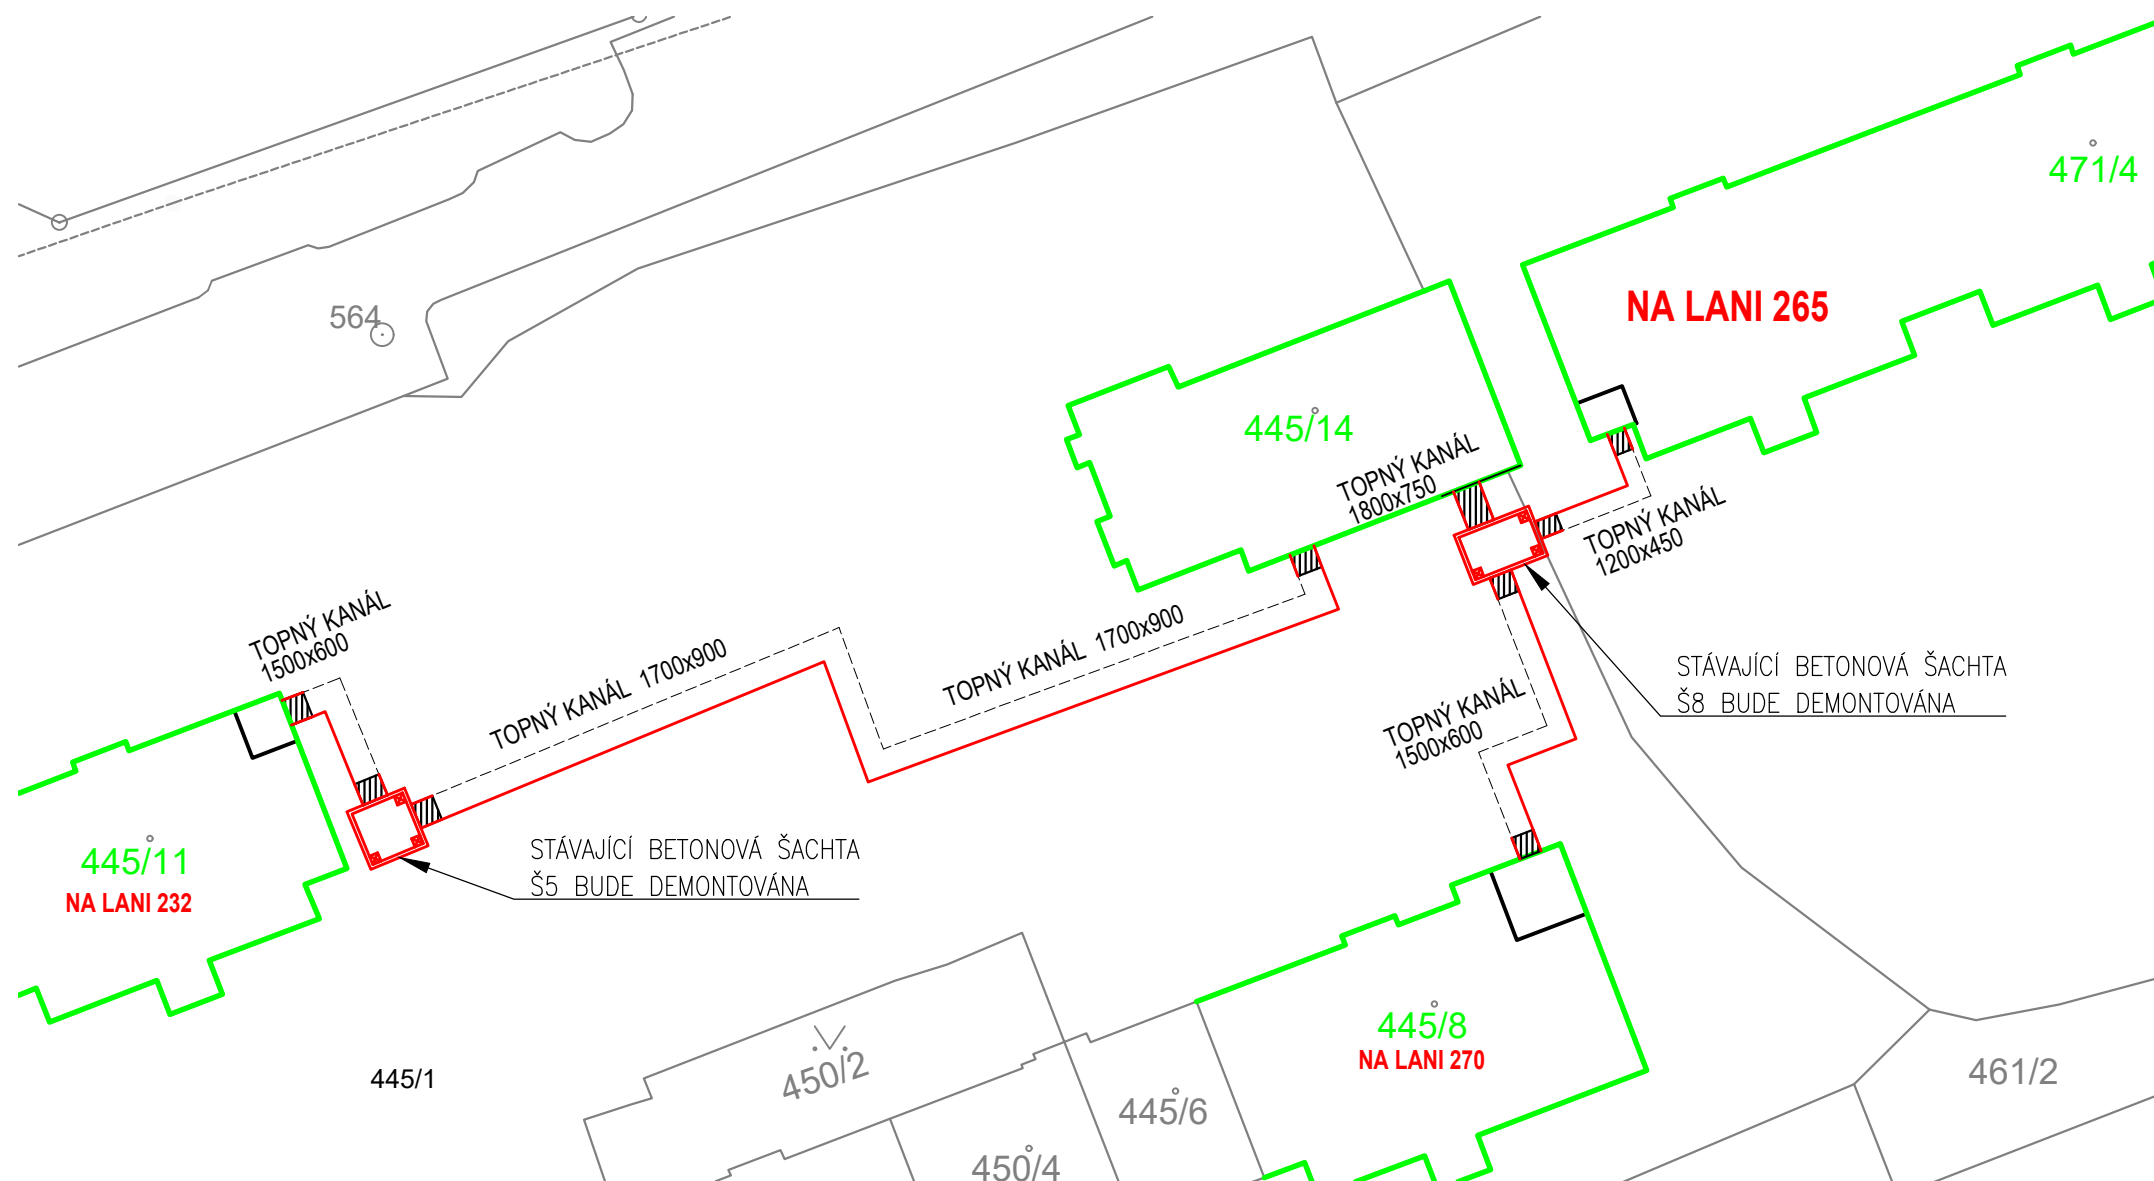 471/4
NA LANI 265
564
445/14
TOPNÝ KANÁL
1800x750
TOPNÝ KANÁL
1200x450
TOPNÝ KANÁL
1500x600
TOPNÝ KANÁL 1700x900
TOPNÝ KANÁL 1700x900
STÁVAJÍCÍ BETONOVÁ ŠACHTA
Š8 BUDE DEMONTOVÁNA
TOPNÝ KANÁL
1500x600
STÁVAJÍCÍ BETONOVÁ ŠACHTA
Š5 BUDE DEMONTOVÁNA
445/11
NA LANI 232
445/8
NA LANI 270
445/1
450/2
461/2
445/6
450/4